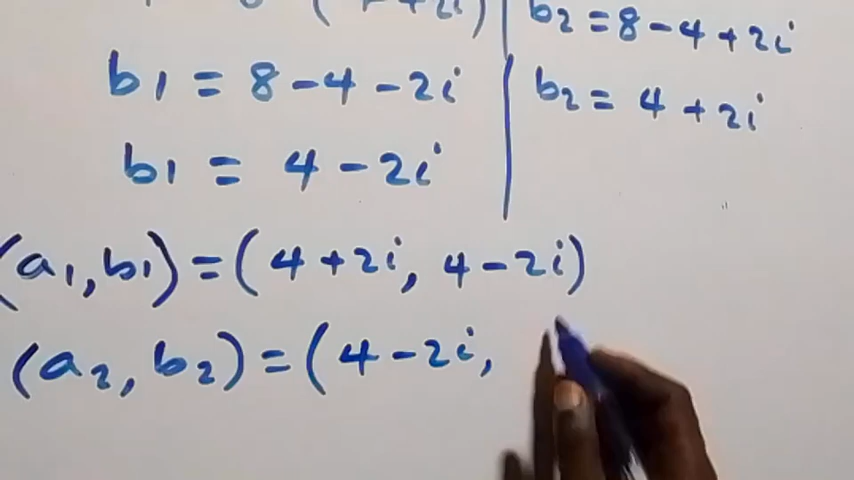 b2 = 8 - 4 + 2i
b1 = 8 - 4 - 2i
b2 = 4 + 2i
b1 = 4 - 2i
(a1, b1) = (4 + 2i, 4 - 2i)
(a2, b2) = (4 - 2i,